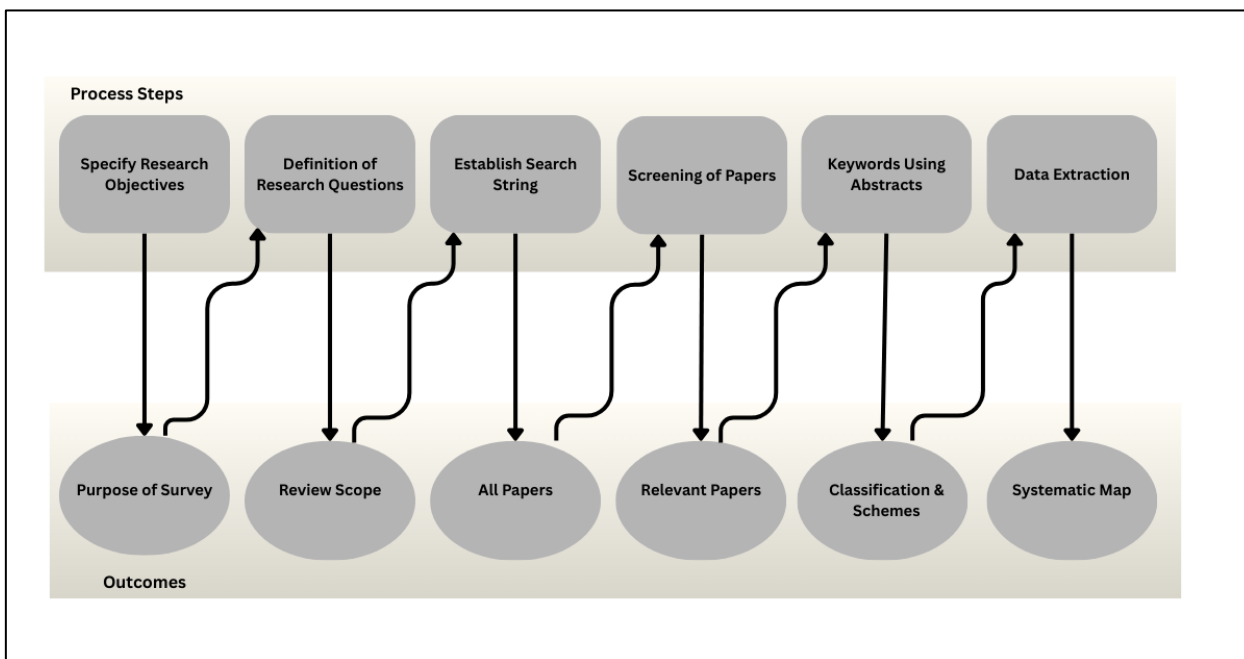 Process Steps
Specify Research
Objectives
Definition of
Research Questions
Establish Search
String
Screening of Papers
Keywords Using
Abstracts
Data Extraction
Purpose of Survey
Review Scope
All Papers
Relevant Papers
Classification &
Schemes
Systematic Map
Outcomes